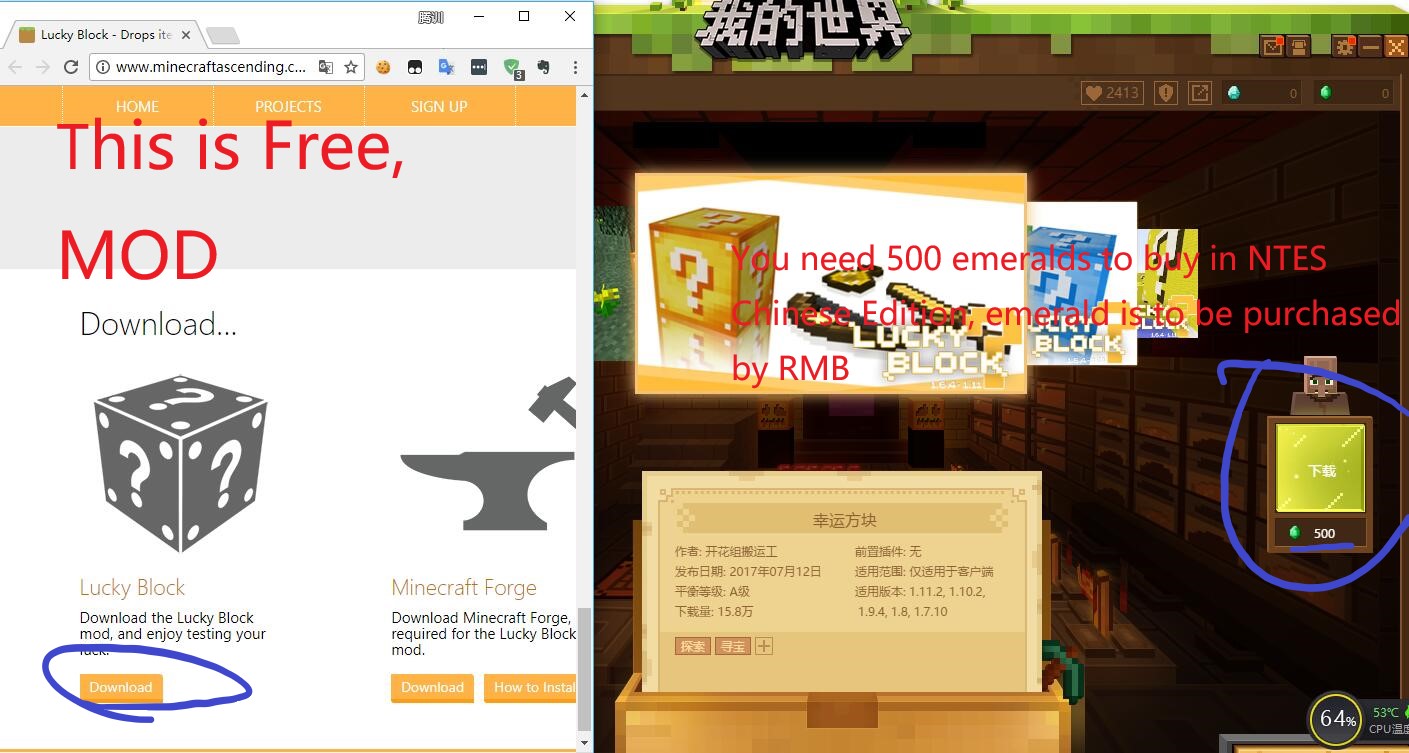 腾训
Lucky Block - Drops ite
www.minecraftascending.c...
3
HOME
PROJECTS
SIGN UP
This is Free,
MOD
Download...
Lucky Block
Download the Lucky Block
mod, and enjoy testing your
luck.
Download
Minecraft Forge
Download Minecraft Forge,
required for the Lucky Block
mod.
Download
How to Instal
我的世界
2413
0
0
You need 500 emeralds to buy in NTES
Chinese Edition, emerald is to be purchased
by RMB
LUCKY
BLOCK
1.6.4-1.11
BLOCK
下载
500
幸运方块
作者: 开花组搬运工
发布日期: 2017年07月12日
平衡等级: A级
下载量: 15.8万
前置插件: 无
适用范围: 仅适用于客户端
适用版本: 1.11.2, 1.10.2,
1.9.4, 1.8, 1.7.10
探索
寻宝
64%
53℃
CPU温度